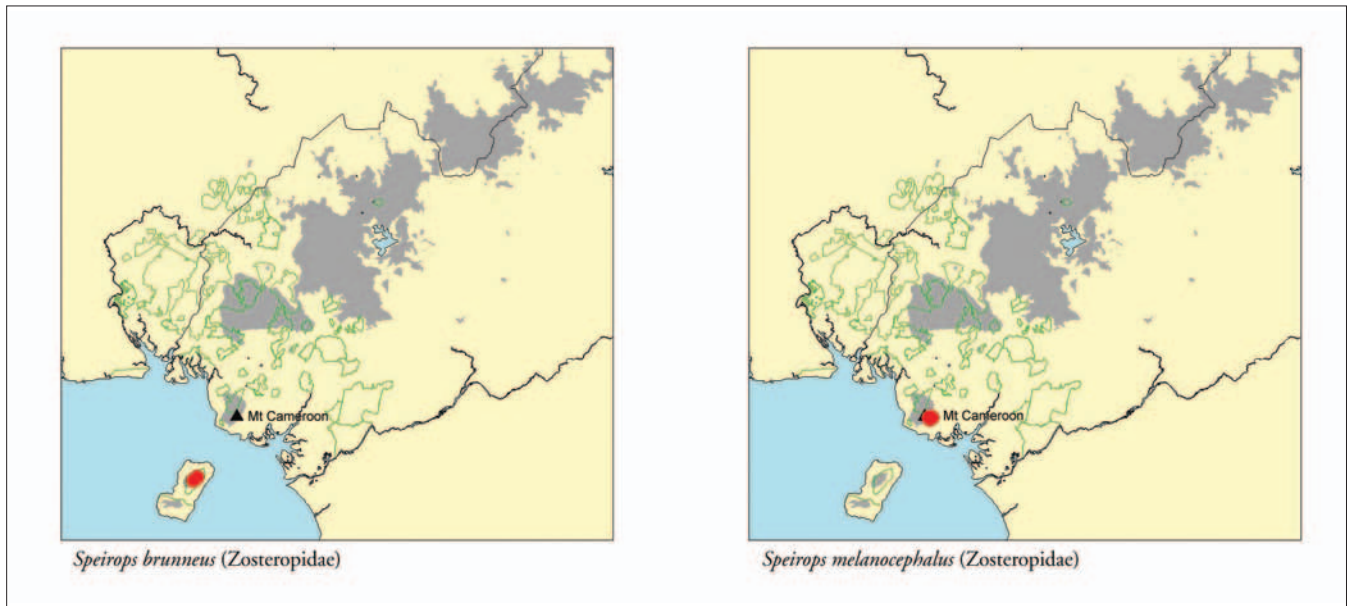 Mt Cameroon
Speirops brunneus (Zosteropidae)
Mt Cameroon
Speirops melanocephalus (Zosteropidae)